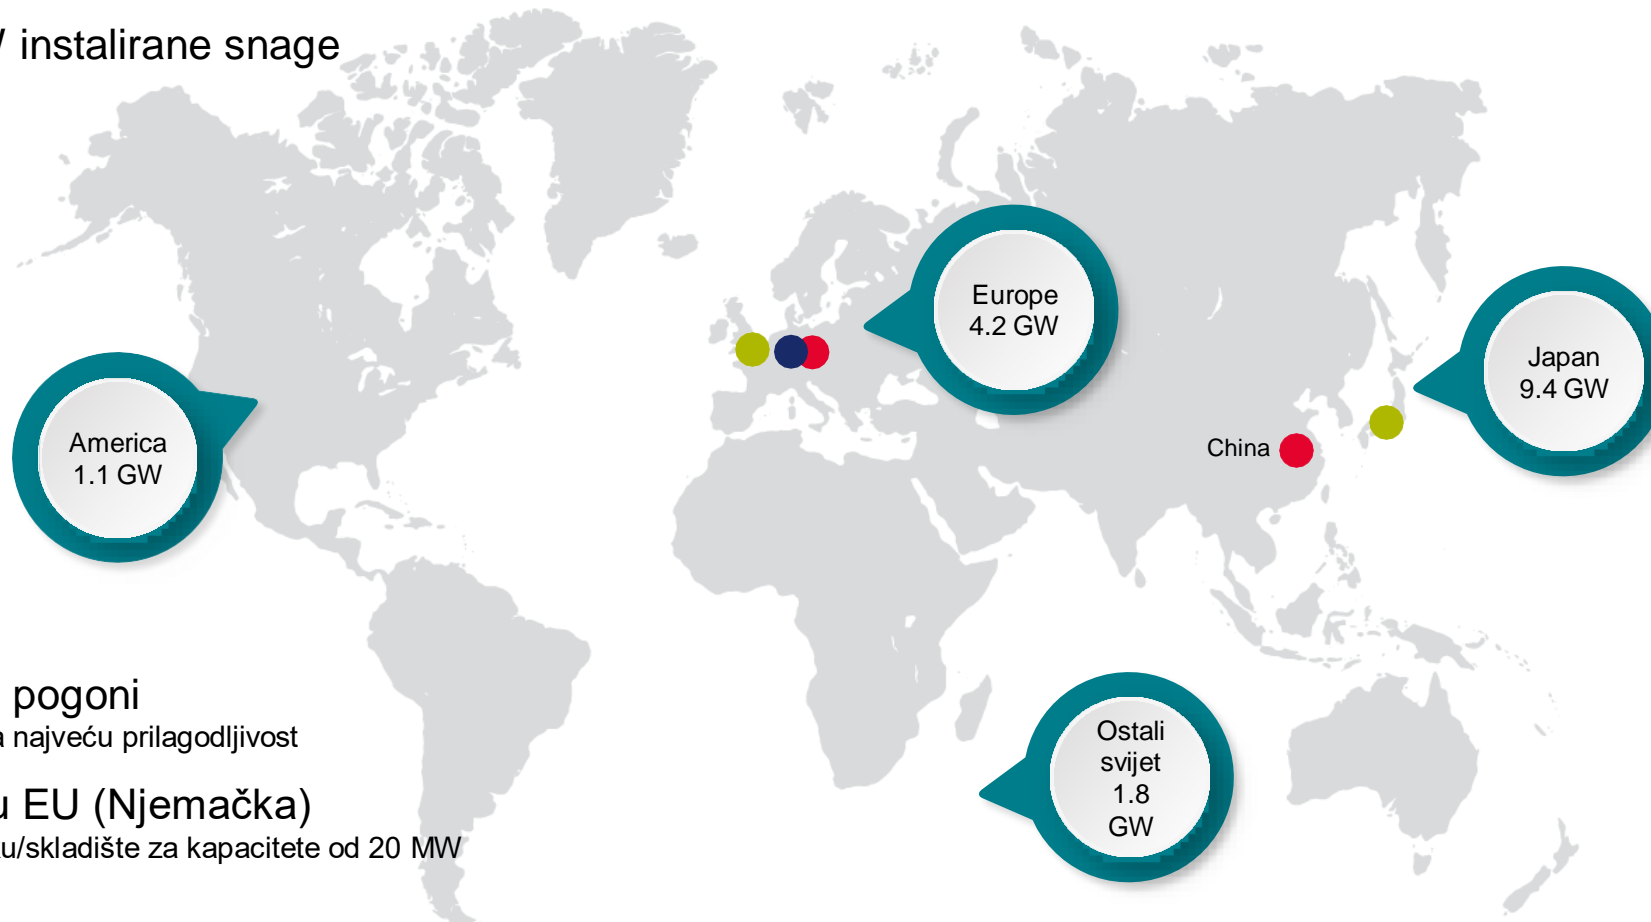 instalirane snage
Europe
4.2 GW
Japan
9.4 GW
America
1.1 GW
China
pogoni
najveću prilagodljivost
Ostali
svijet
1.8
GW
u EU (Njemačka)
u/skladište za kapacitete od 20 MW